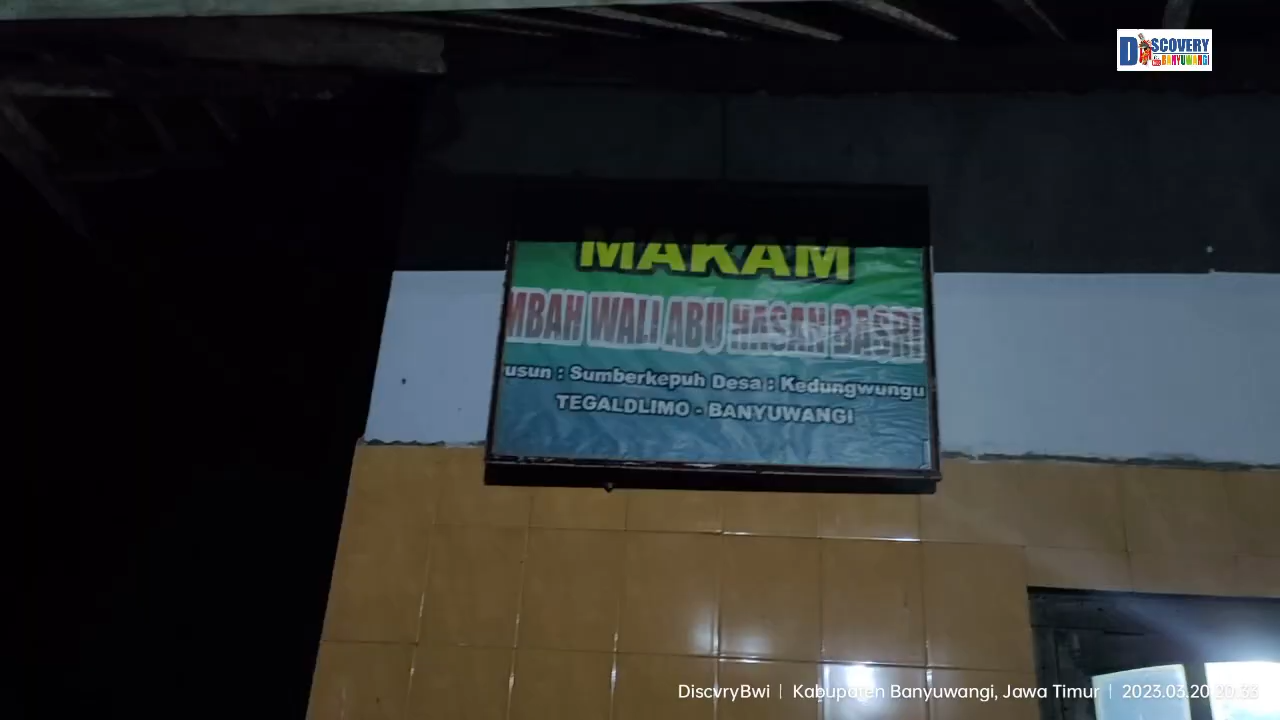 DISCOVERY
BANYUWANGI
MAKAM
MBAH WALI ABU HASAN BASRI
usun : Sumberkepuh Desa : Kedungwungu
TEGALDLIMO - BANYUWANGI
DiscvryBwi | Kabupaten Banyuwangi, Jawa Timur | 2023.03.20 20:33